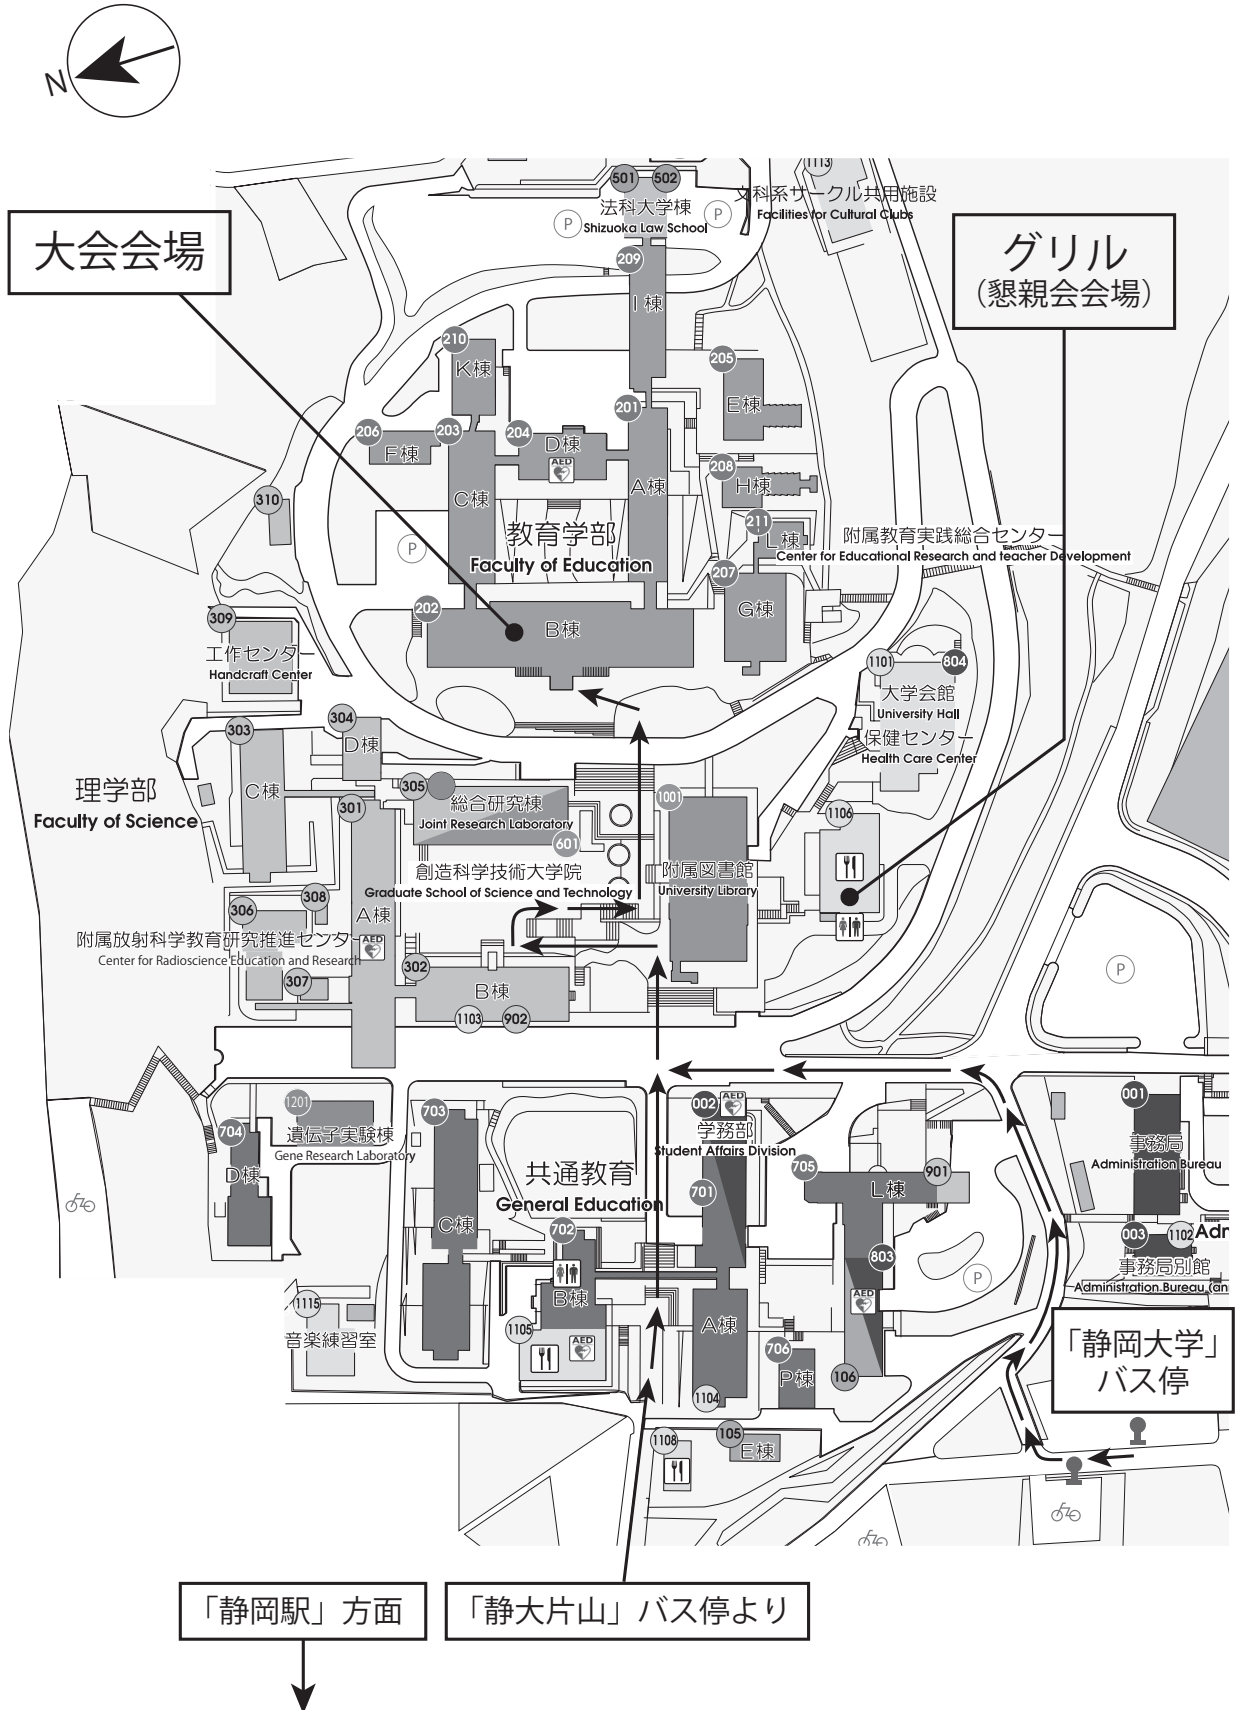 N
1113
501
502
文科系サークル共用施設
Facilities for Cultural Clubs
法科大学棟
Shizuoka Law School
P
P
大会会場
グリル
(懇親会会場)
209
I棟
210
K棟
205
E棟
201
206
F棟
203
204
D棟
AED
208
H棟
C棟
A棟
310
211
L棟
附属教育実践総合センター
Center for Educational Research and teacher Development
教育学部
Faculty of Education
P
207
G棟
202
B棟
309
工作センター
Handcraft Center
1101
804
大学会館
University Hall
保健センター
Health Care Center
303
C棟
304
D棟
理学部
Faculty of Science
305
総合研究棟
Joint Research Laboratory
301
601
1001
1106
創造科学技術大学院
Graduate School of Science and Technology
附属図書館
University Library
308
306
A棟
附属放射科学教育研究推進センター
Center for Radioscience Education and Research
AED
307
302
B棟
1103
902
P
1201
遺伝子実験棟
Gene Research Laboratory
704
D棟
703
C棟
002
AED
学務部
Student Affairs Division
001
事務局
Administration Bureau
共通教育
General Education
701
705
901
L棟
702
B棟
803
003
1102
Adm
事務局別館
Administration Bureau (an
P
AED
1115
音楽練習室
1105
AED
A棟
1104
706
P棟
106
「静岡大学」
バス停
1108
105
E棟
「静岡駅」方面
「静大片山」バス停より